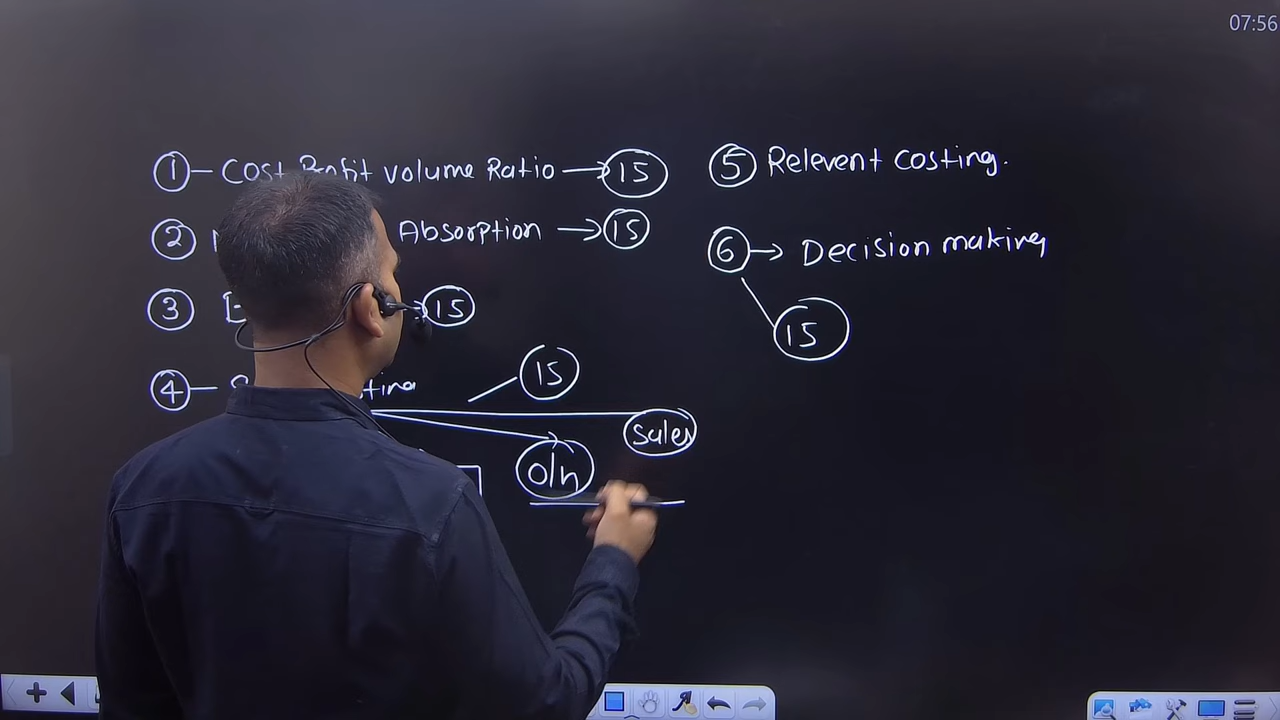 ① – Cost Profit volume Ratio → 15
② Absorption → 15
③ 15
④ –
15
Sales
o/h
⑤ Relevent costing.
⑥ → Decision making
15
07:56